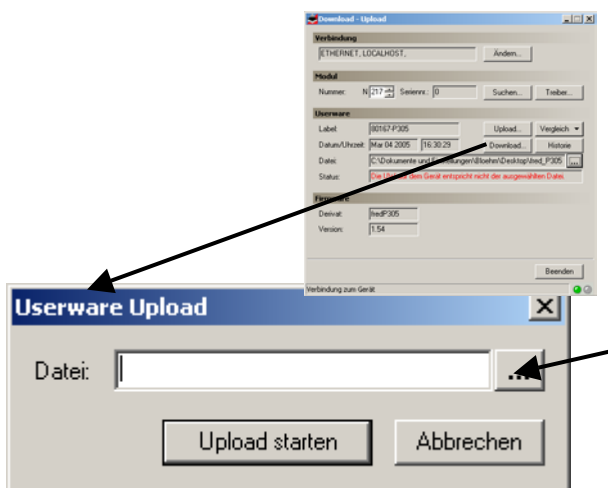 Download - Upload
Verbindung
ETHERNET, LOCALHOST,
Ändern...
Modul
Nummer: N 217 Seriennr.: 0 Suchen... Treiber...
Userware
Label: 80167-P305 Upload... Vergleich
Datum/Uhrzeit: Mar 04 2005 16:30:29 Download... Historie
Datei: C:\Dokumente und Einstellungen\Bloehm\Desktop\fred_P305 ...
Status: Die dem Gerät entspricht nicht der ausgewählten Datei.
Firmware
Derivat: fredP305
Version: 1.54
Beenden
Verbindung zum Gerät
Userware Upload
Datei: ...
Upload starten Abbrechen